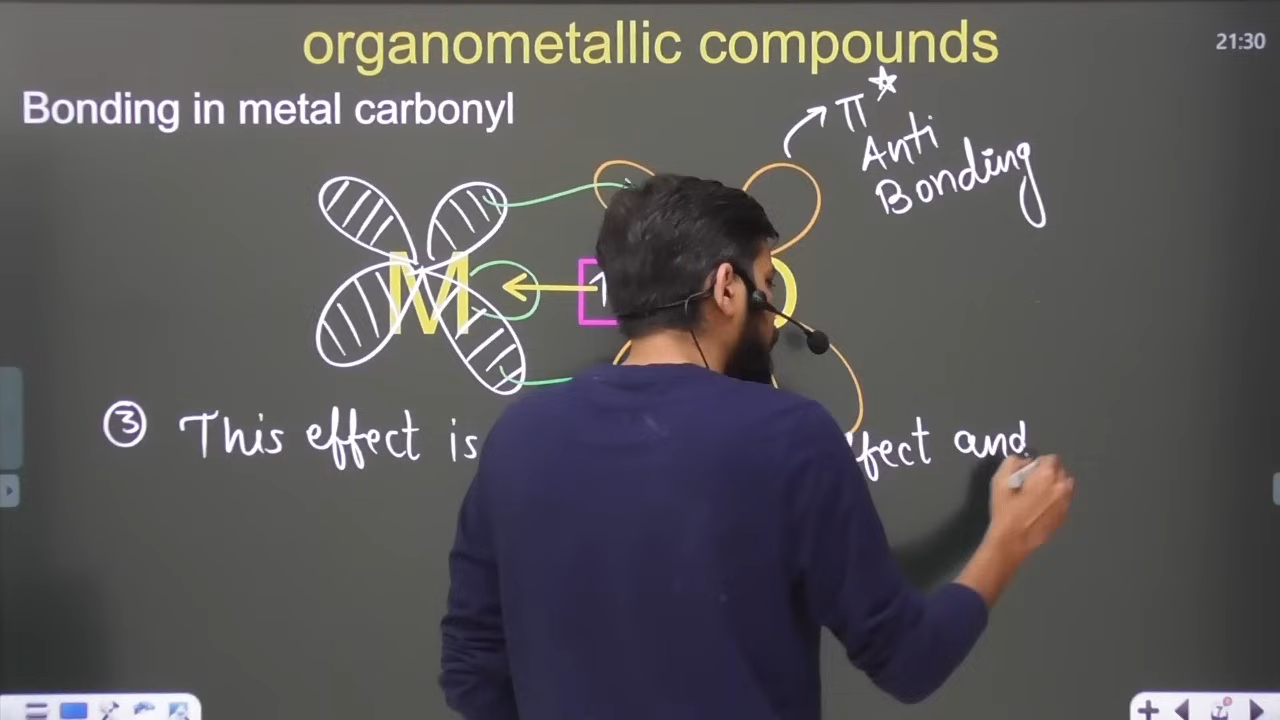 organometallic compounds
21:30
Bonding in metal carbonyl
π*
Anti
Bonding
M
③ This effect is fect and